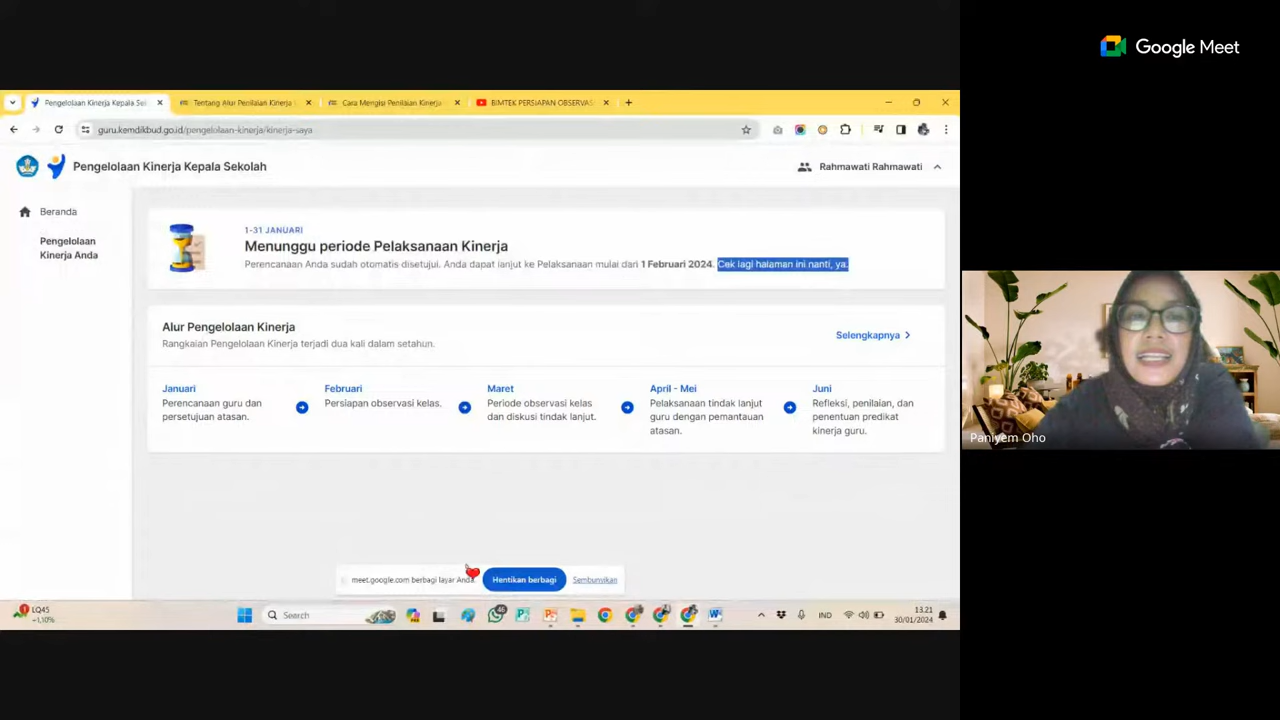 Google Meet
Pengelolaan Kinerja Kepala Sek
Tentang Alur Penilaian Kinerja
Cara Mengisi Penilaian Kinerja
BIMTEK PERSIAPAN OBSERVAS
guru.kemdikbud.go.id/pengelolaan-kinerja/kinerja-saya
Pengelolaan Kinerja Kepala Sekolah
Rahmawati Rahmawati
Beranda
Pengelolaan
Kinerja Anda
1-31 JANUARI
Menunggu periode Pelaksanaan Kinerja
Perencanaan Anda sudah otomatis disetujui. Anda dapat lanjut ke Pelaksanaan mulai dari 1 Februari 2024. Cek lagi halaman ini nanti, ya.
Alur Pengelolaan Kinerja
Rangkaian Pengelolaan Kinerja terjadi dua kali dalam setahun.
Selengkapnya
Januari
Perencanaan guru dan
persetujuan atasan.
Februari
Persiapan observasi kelas.
Maret
Periode observasi kelas
dan diskusi tindak lanjut.
April - Mei
Pelaksanaan tindak lanjut
guru dengan pemantauan
atasan.
Juni
Refleksi, penilaian, dan
penentuan predikat
kinerja guru.
Paniyem Oho
meet.google.com berbagi layar Anda.
Hentikan berbagi
Sembunyikan
LQ45
+1,10%
Search
IND
13.21
30/01/2024